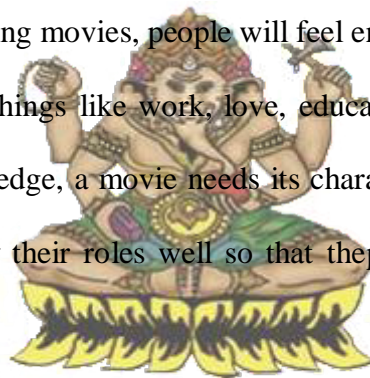 ng movies, people will feel en
hings like work, love, educa
edge, a movie needs its chara
their roles well so that thep